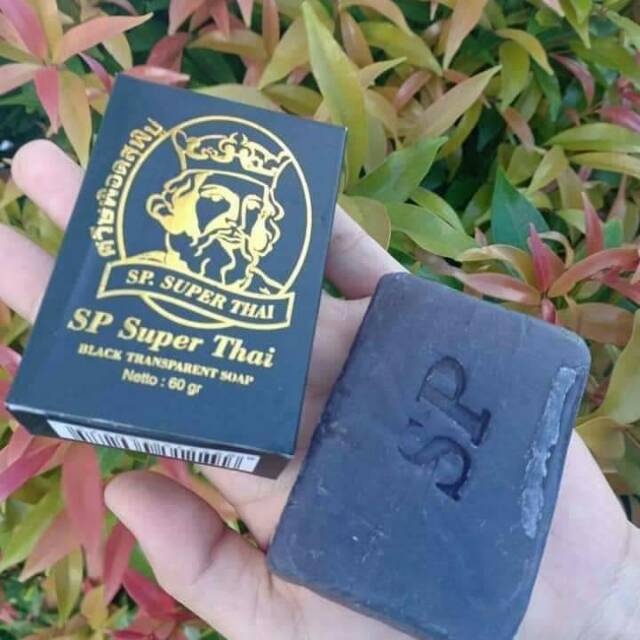 SP. SUPER THAI
SP Super Thai
BLACK TRANSPARENT SOAP
Netto : 60 gr
SP